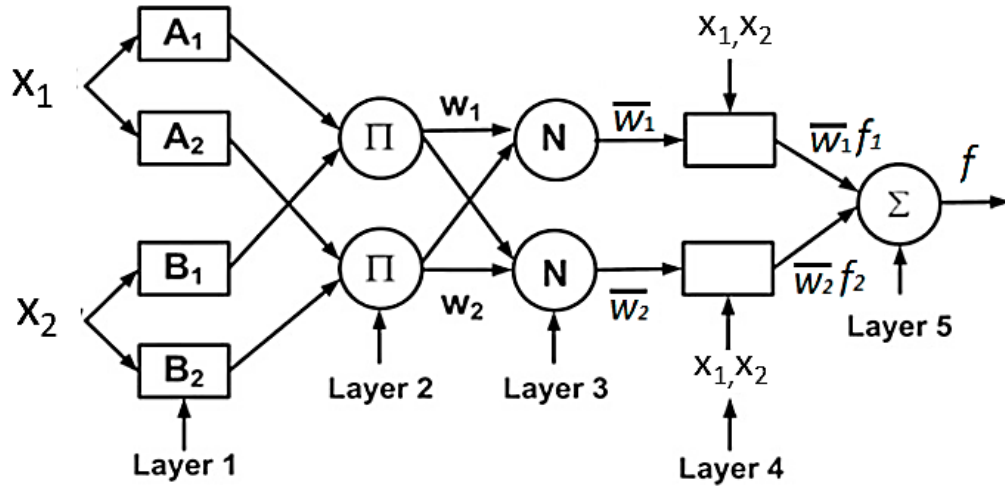 X₁
A₁
A₂
X₂
B₁
B₂
Layer 1
Π
Π
Layer 2
w₁
w₂
N
N
Layer 3
w̅₁
w̅₂
x₁,x₂
x₁,x₂
Layer 4
w̅₁f₁
w̅₂f₂
Σ
Layer 5
f